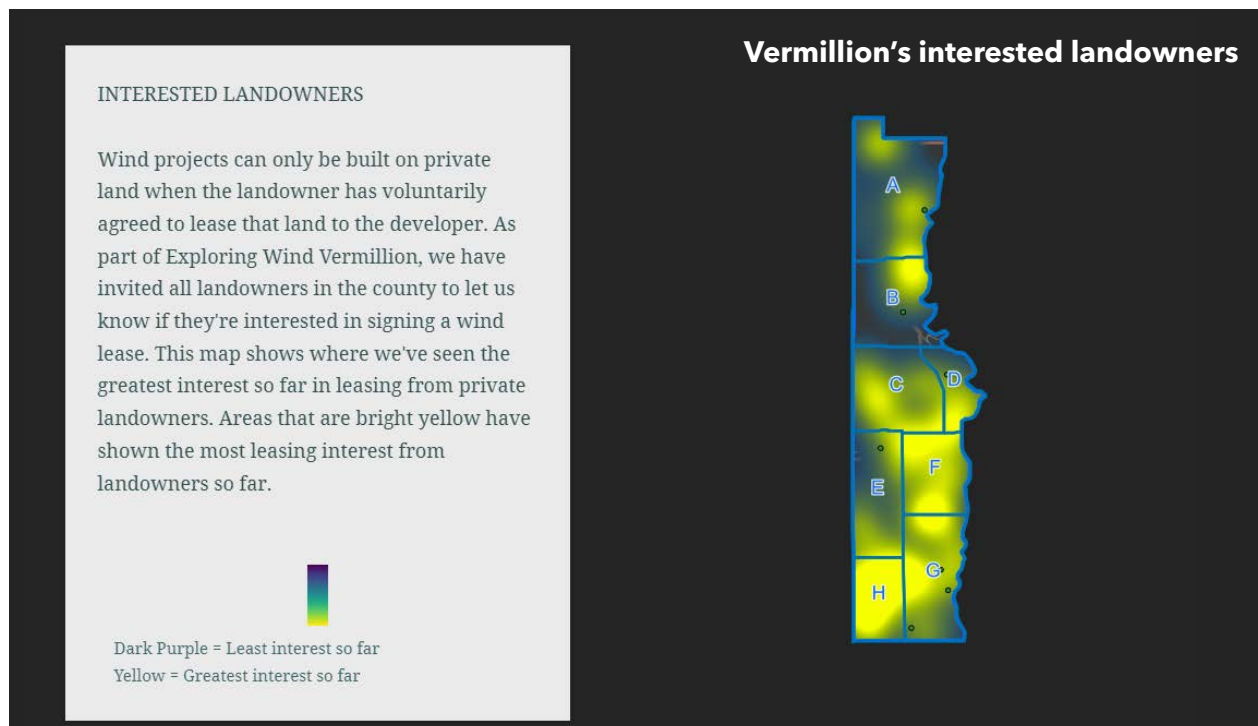 Vermillion’s interested landowners
INTERESTED LANDOWNERS
Wind projects can only be built on private
land when the landowner has voluntarily
agreed to lease that land to the developer. As
part of Exploring Wind Vermillion, we have
invited all landowners in the county to let us
know if they're interested in signing a wind
lease. This map shows where we've seen the
greatest interest so far in leasing from private
landowners. Areas that are bright yellow have
shown the most leasing interest from
landowners so far.
Dark Purple = Least interest so far
Yellow = Greatest interest so far
A
B
C
D
E
F
G
H